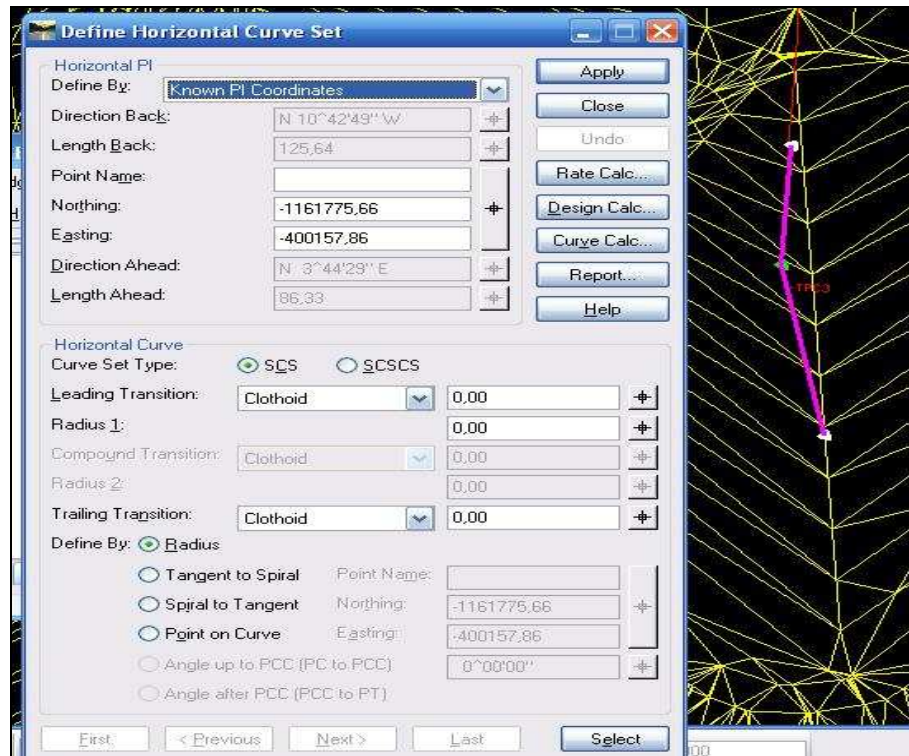 Define Horizontal Curve Set
Horizontal PI
Define By: Known PI Coordinates
Direction Back: N 10^42'49'' W
Length Back: 125,64
Point Name:
Northing: -1161775,66
Easting: -400157,86
Direction Ahead: N 3^44'29'' E
Length Ahead: 86,33
Apply
Close
Undo
Rate Calc...
Design Calc...
Curve Calc...
Report...
Help
Horizontal Curve
Curve Set Type: SCS SCSCS
Leading Transition: Clothoid 0,00
Radius 1: 0,00
Compound Transition: Clothoid 0,00
Radius 2: 0,00
Trailing Transition: Clothoid 0,00
Define By: Radius
Tangent to Spiral Point Name:
Spiral to Tangent Northing: -1161775,66
Point on Curve Easting: -400157,86
Angle up to PCC (PC to PCC) 0^00'00''
Angle after PCC (PCC to PT)
First < Previous Next > Last Select